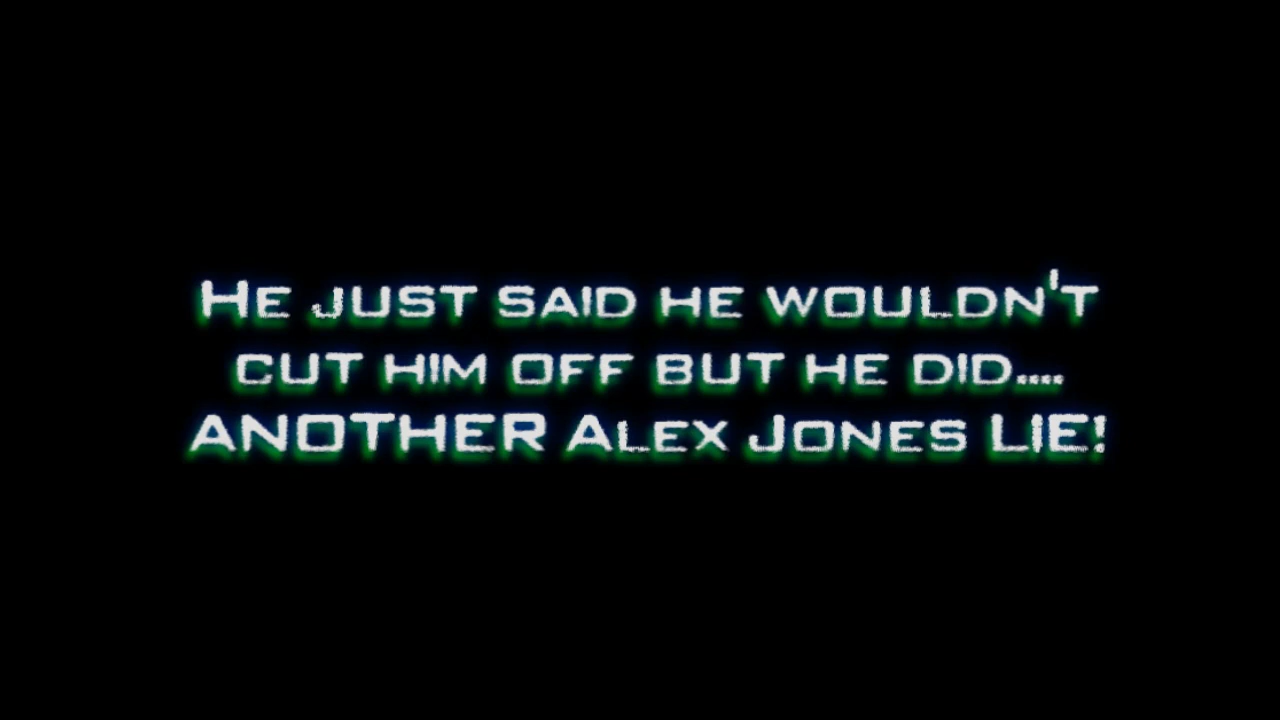 He just said he wouldn't
cut him off but he did....
ANOTHER Alex Jones LIE!